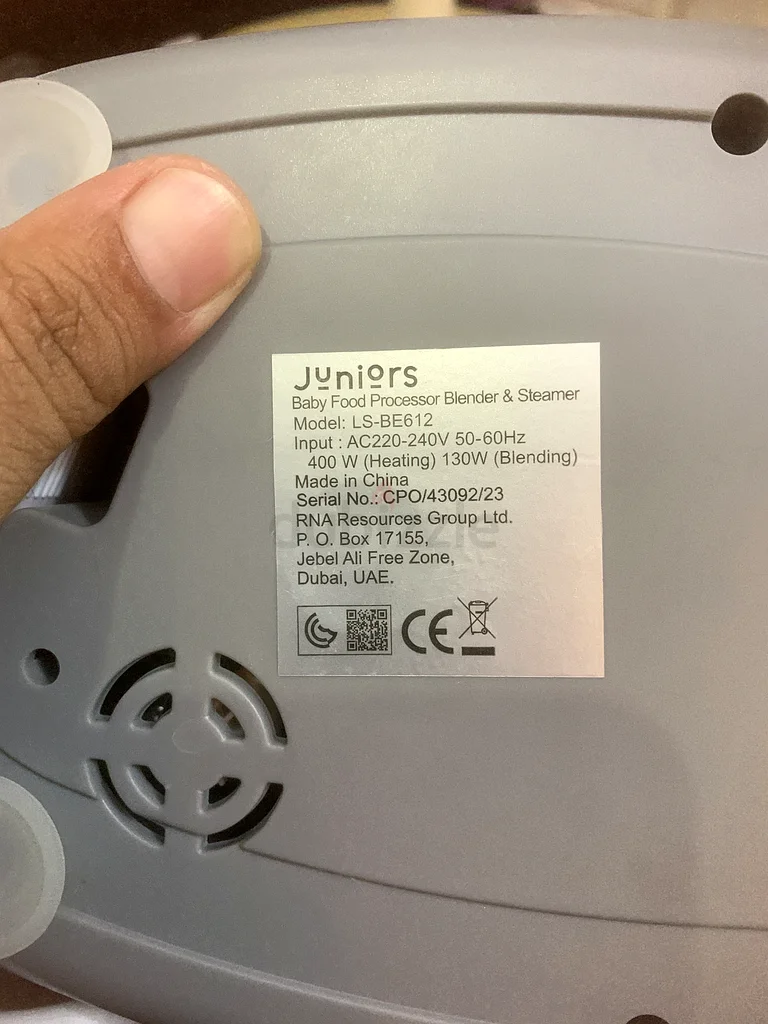 Juniors
Baby Food Processor Blender & Steamer
Model: LS-BE612
Input : AC220-240V 50-60Hz
400 W (Heating) 130W (Blending)
Made in China
Serial No.: CPO/43092/23
RNA Resources Group Ltd.
P. O. Box 17155,
Jebel Ali Free Zone,
Dubai, UAE.
CE
dubizzle